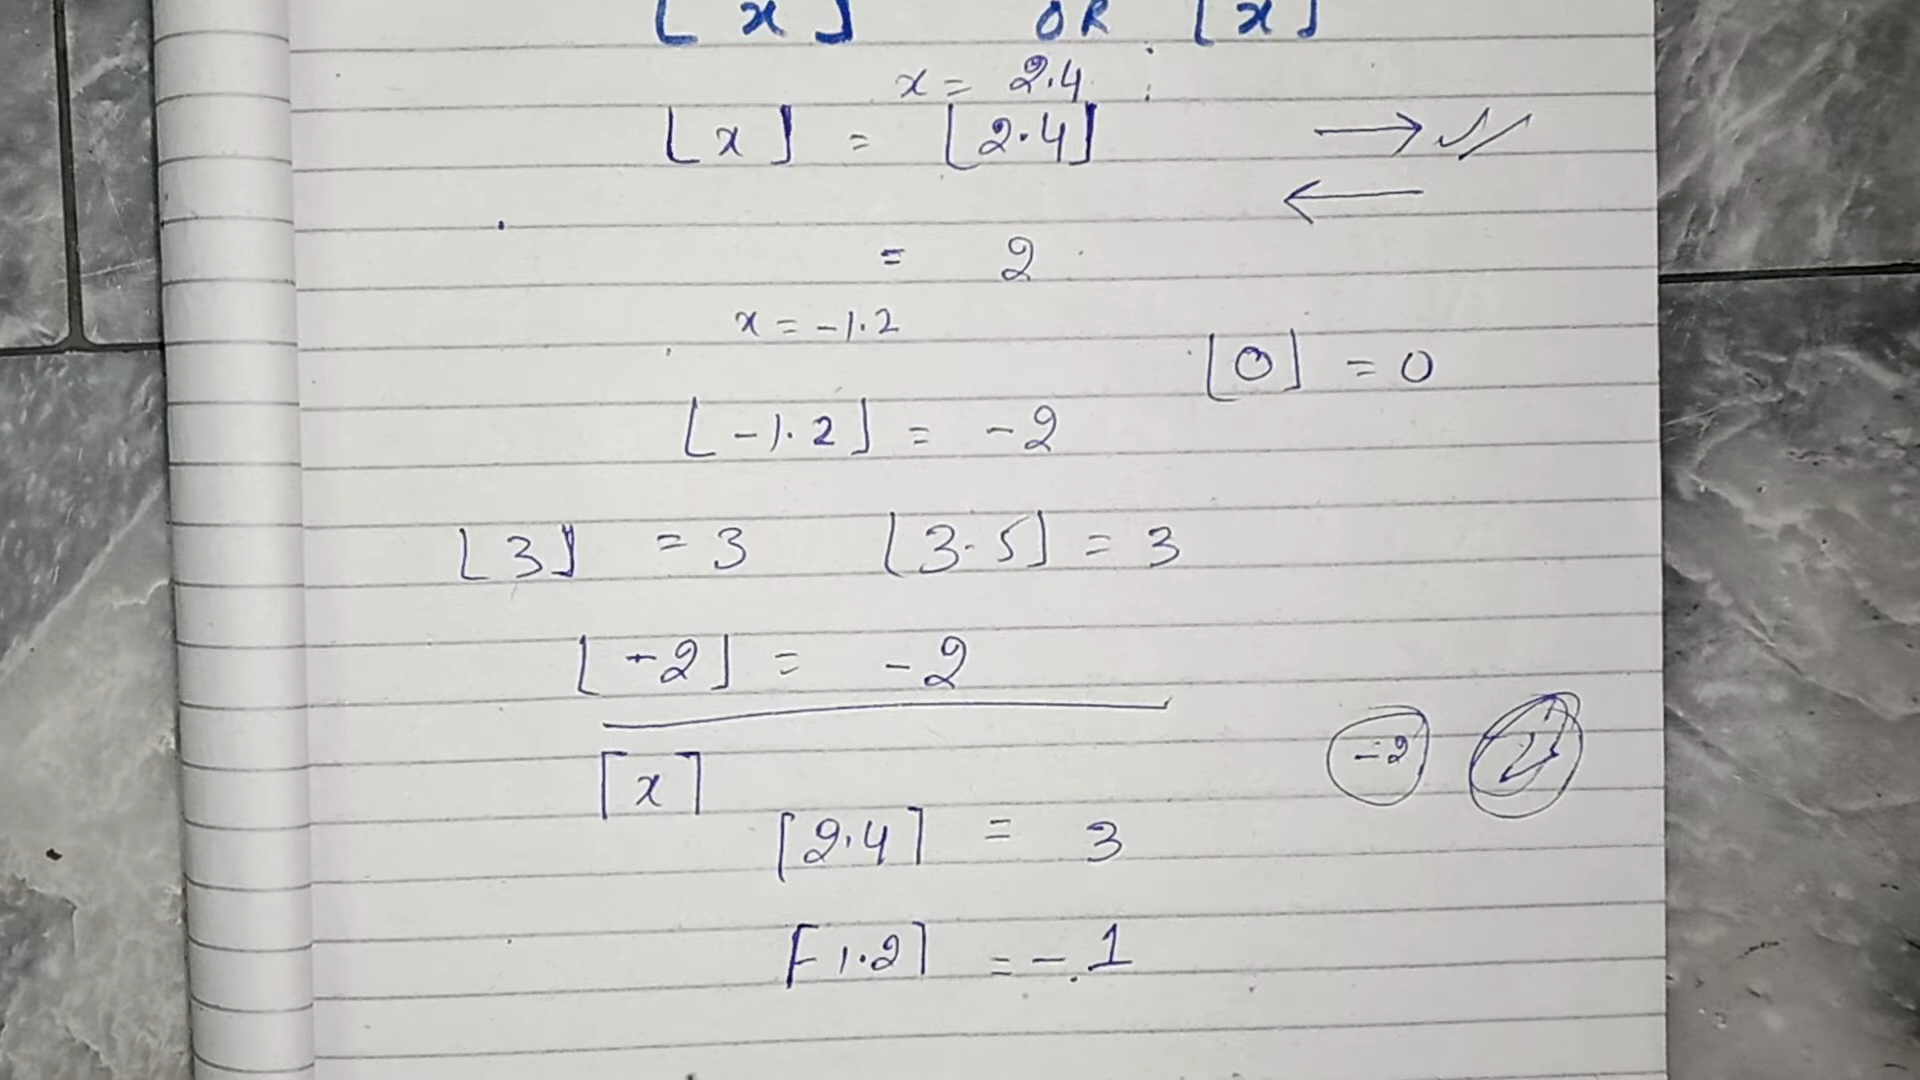 ⌊x⌋ OR ⌊x⌋
x = 2.4
⌊x⌋ = ⌊2.4⌋ → ✓✓
←
= 2
x = -1.2
⌊0⌋ = 0
⌊-1.2⌋ = -2
⌊3⌋ = 3 ⌊3.5⌋ = 3
⌊-2⌋ = -2
-2
⌈x⌉
⌈2.4⌉ = 3
⌈-1.2⌉ = -1